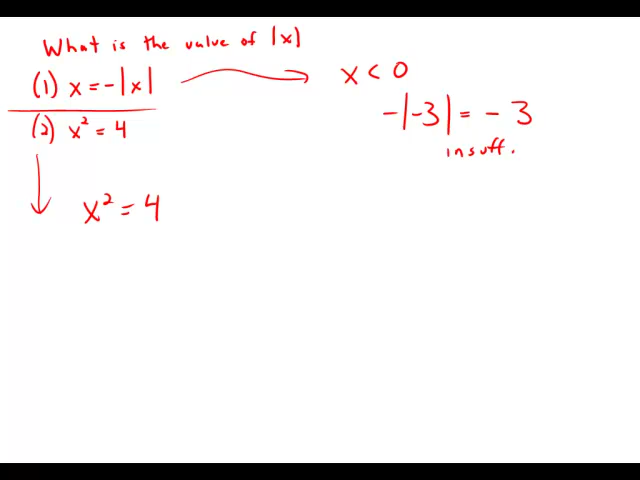 What is the value of |x|
(1) x = -|x|
x < 0
(2) x² = 4
-|-3| = -3
insuff.
x² = 4